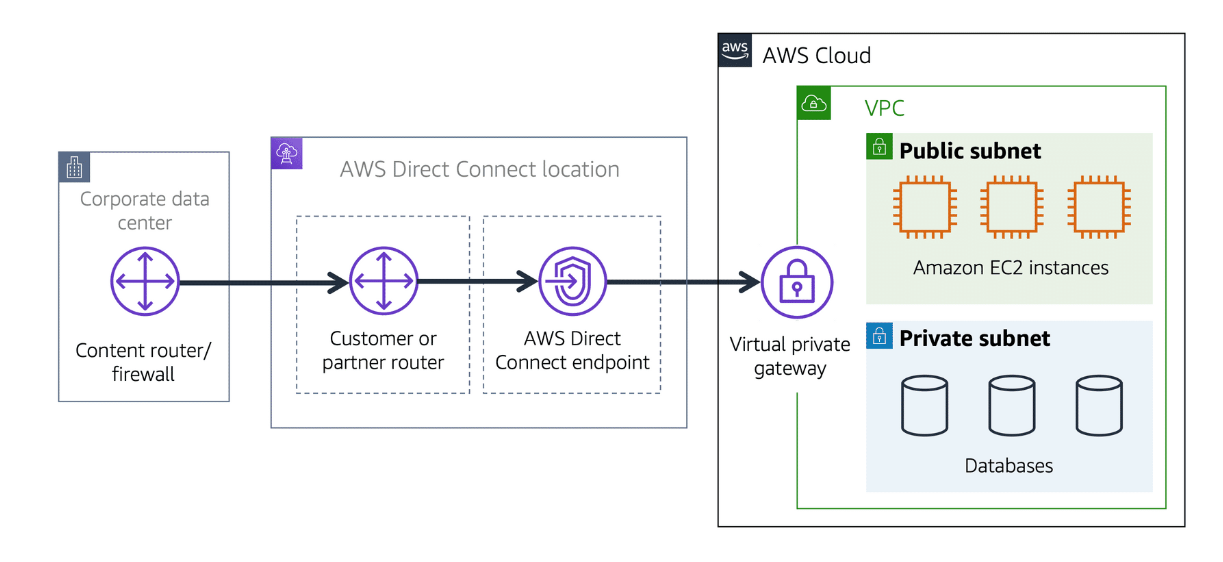 aws
AWS Cloud
VPC
Public subnet
Amazon EC2 instances
Private subnet
Databases
Virtual private
gateway
AWS Direct Connect location
Customer or
partner router
AWS Direct
Connect endpoint
Corporate data
center
Content router/
firewall